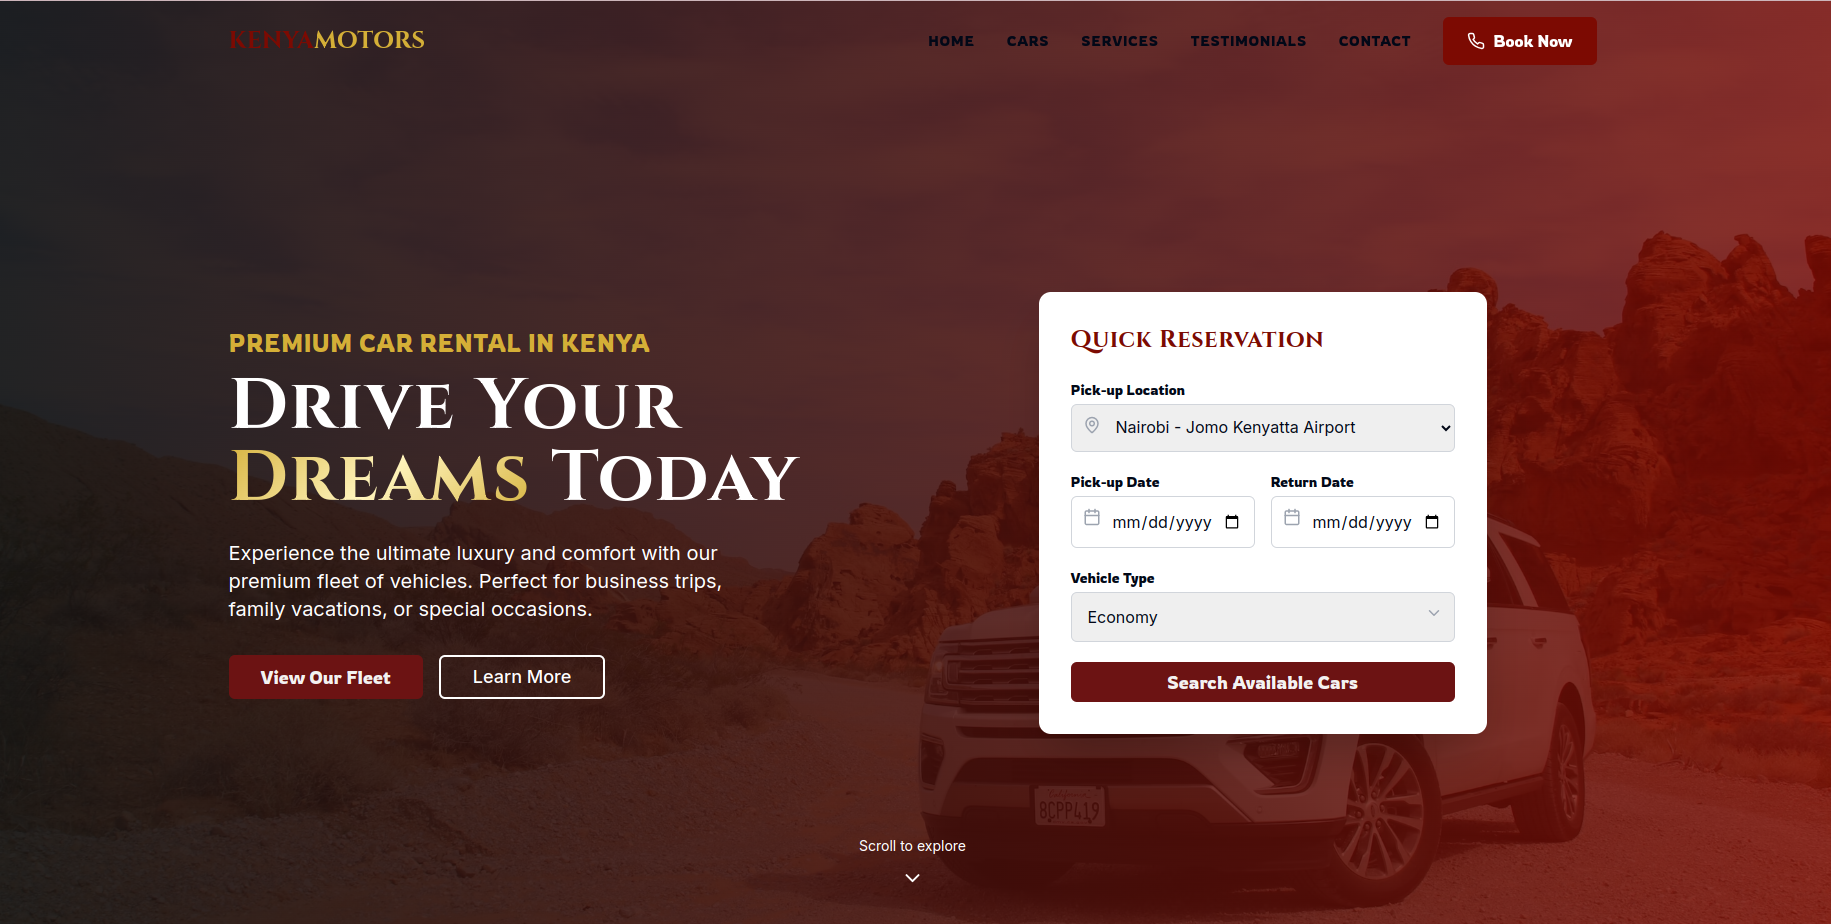 KENYAMOTORS
HOME CARS SERVICES TESTIMONIALS CONTACT Book Now
PREMIUM CAR RENTAL IN KENYA
Drive Your
Dreams Today
Experience the ultimate luxury and comfort with our
premium fleet of vehicles. Perfect for business trips,
family vacations, or special occasions.
View Our Fleet Learn More
Quick Reservation
Pick-up Location
Nairobi - Jomo Kenyatta Airport
Pick-up Date Return Date
mm/dd/yyyy mm/dd/yyyy
Vehicle Type
Economy
Search Available Cars
California
8CPP419
Scroll to explore